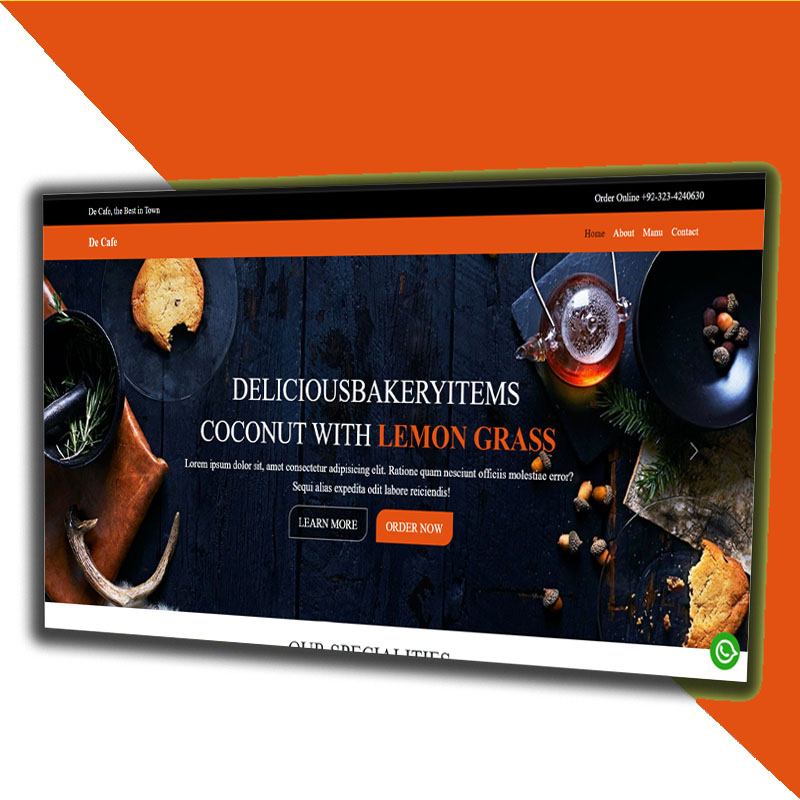 De Cafe, the Best in Town
Order Online +92-323-4240630
De Cafe
Home About Manu Contact
DELICIOUSBAKERYITEMS
COCONUT WITH LEMON GRASS
Lorem ipsum dolor sit, amet consectetur adipisicing elit. Ratione quam nesciunt officiis molestiae error?
Sequi alias expedita odit labore reiciendis!
LEARN MORE
ORDER NOW
OUR SPECIALITIES